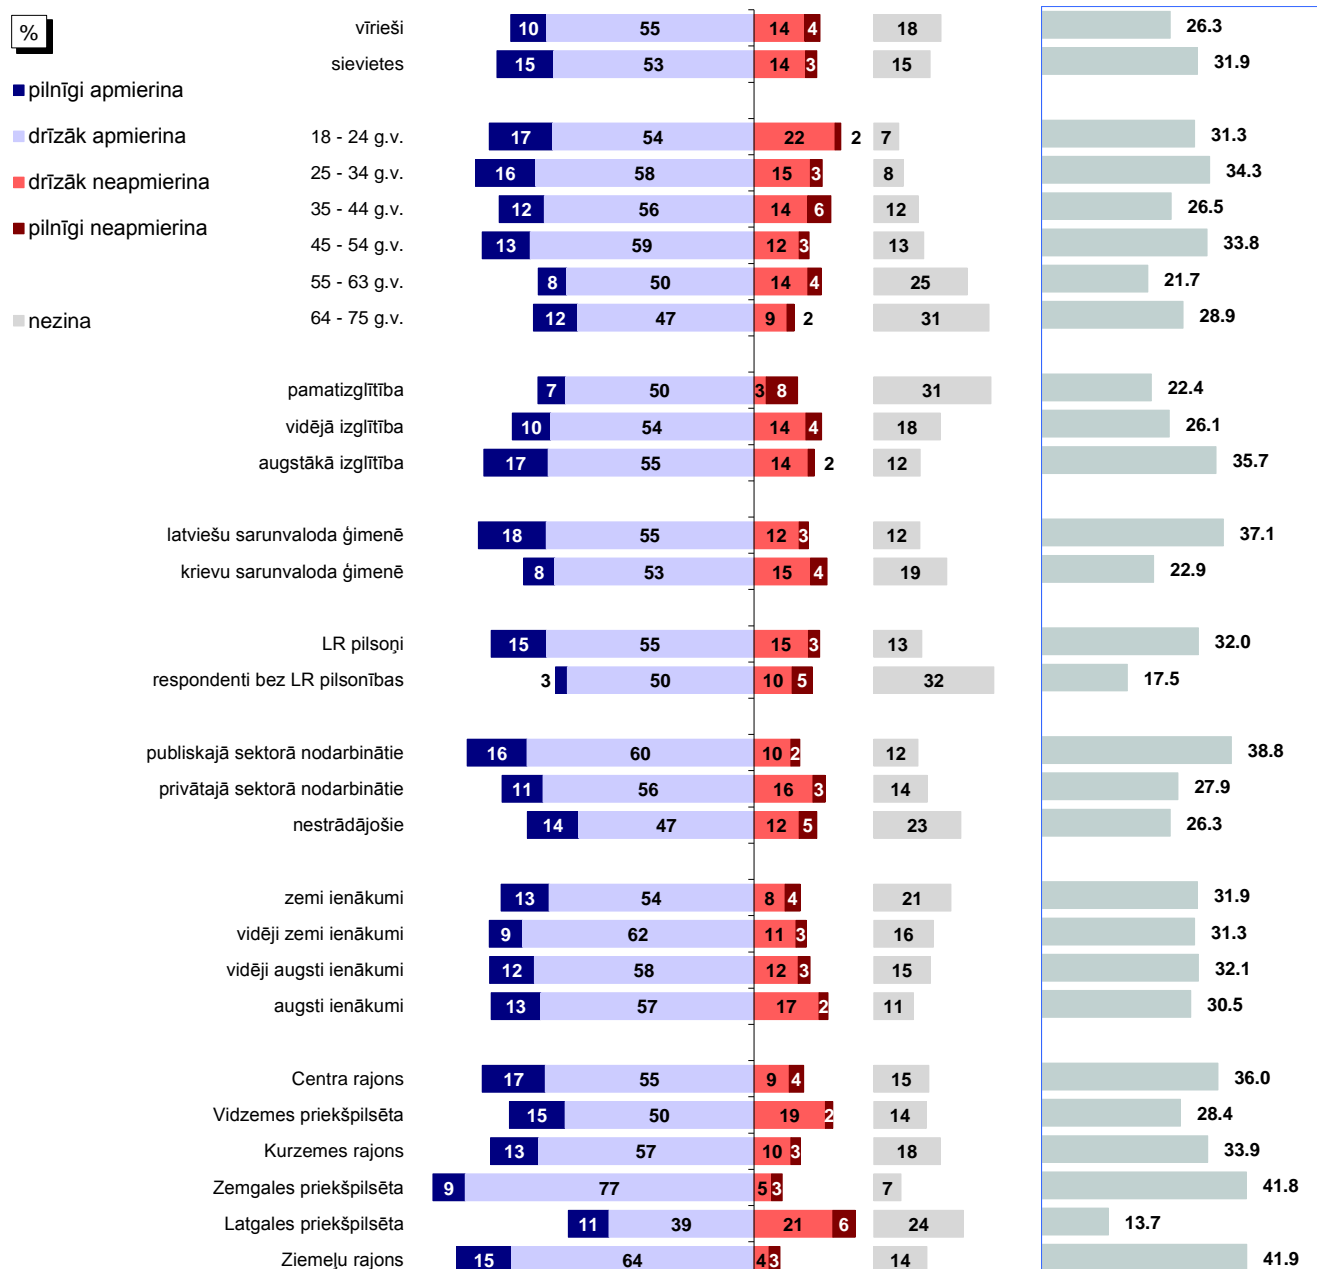 %
pilnīgi apmierina
drīzāk apmierina
drīzāk neapmierina
pilnīgi neapmierina
nezina
vīrieši 10 55 14 4 18 26.3
sievietes 15 53 14 3 15 31.9
18 - 24 g.v. 17 54 22 2 7 31.3
25 - 34 g.v. 16 58 15 3 8 34.3
35 - 44 g.v. 12 56 14 6 12 26.5
45 - 54 g.v. 13 59 12 3 13 33.8
55 - 63 g.v. 8 50 14 4 25 21.7
64 - 75 g.v. 12 47 9 2 31 28.9
pamatizglītība 7 50 3 8 31 22.4
vidējā izglītība 10 54 14 4 18 26.1
augstākā izglītība 17 55 14 2 12 35.7
latviešu sarunvaloda ģimenē 18 55 12 3 12 37.1
krievu sarunvaloda ģimenē 8 53 15 4 19 22.9
LR pilsoņi 15 55 15 3 13 32.0
respondenti bez LR pilsonības 3 50 10 5 32 17.5
publiskajā sektorā nodarbinātie 16 60 10 2 12 38.8
privātajā sektorā nodarbinātie 11 56 16 3 14 27.9
nestrādājošie 14 47 12 5 23 26.3
zemi ienākumi 13 54 8 4 21 31.9
vidēji zemi ienākumi 9 62 11 3 16 31.3
vidēji augsti ienākumi 12 58 12 3 15 32.1
augsti ienākumi 13 57 17 2 11 30.5
Centra rajons 17 55 9 4 15 36.0
Vidzemes priekšpilsēta 15 50 19 2 14 28.4
Kurzemes rajons 13 57 10 3 18 33.9
Zemgales priekšpilsēta 9 77 5 3 7 41.8
Latgales priekšpilsēta 11 39 21 6 24 13.7
Ziemeļu rajons 15 64 4 3 14 41.9